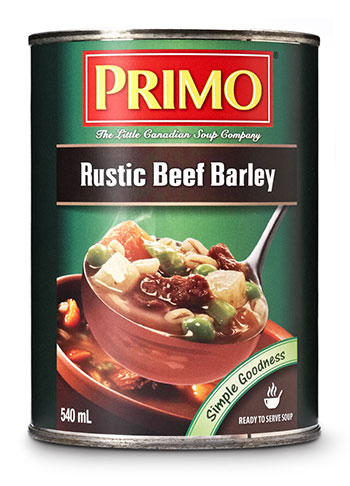 PRIMO®
The Little Canadian Soup Company
Rustic Beef Barley
Simple Goodness
540 mL
READY TO SERVE SOUP